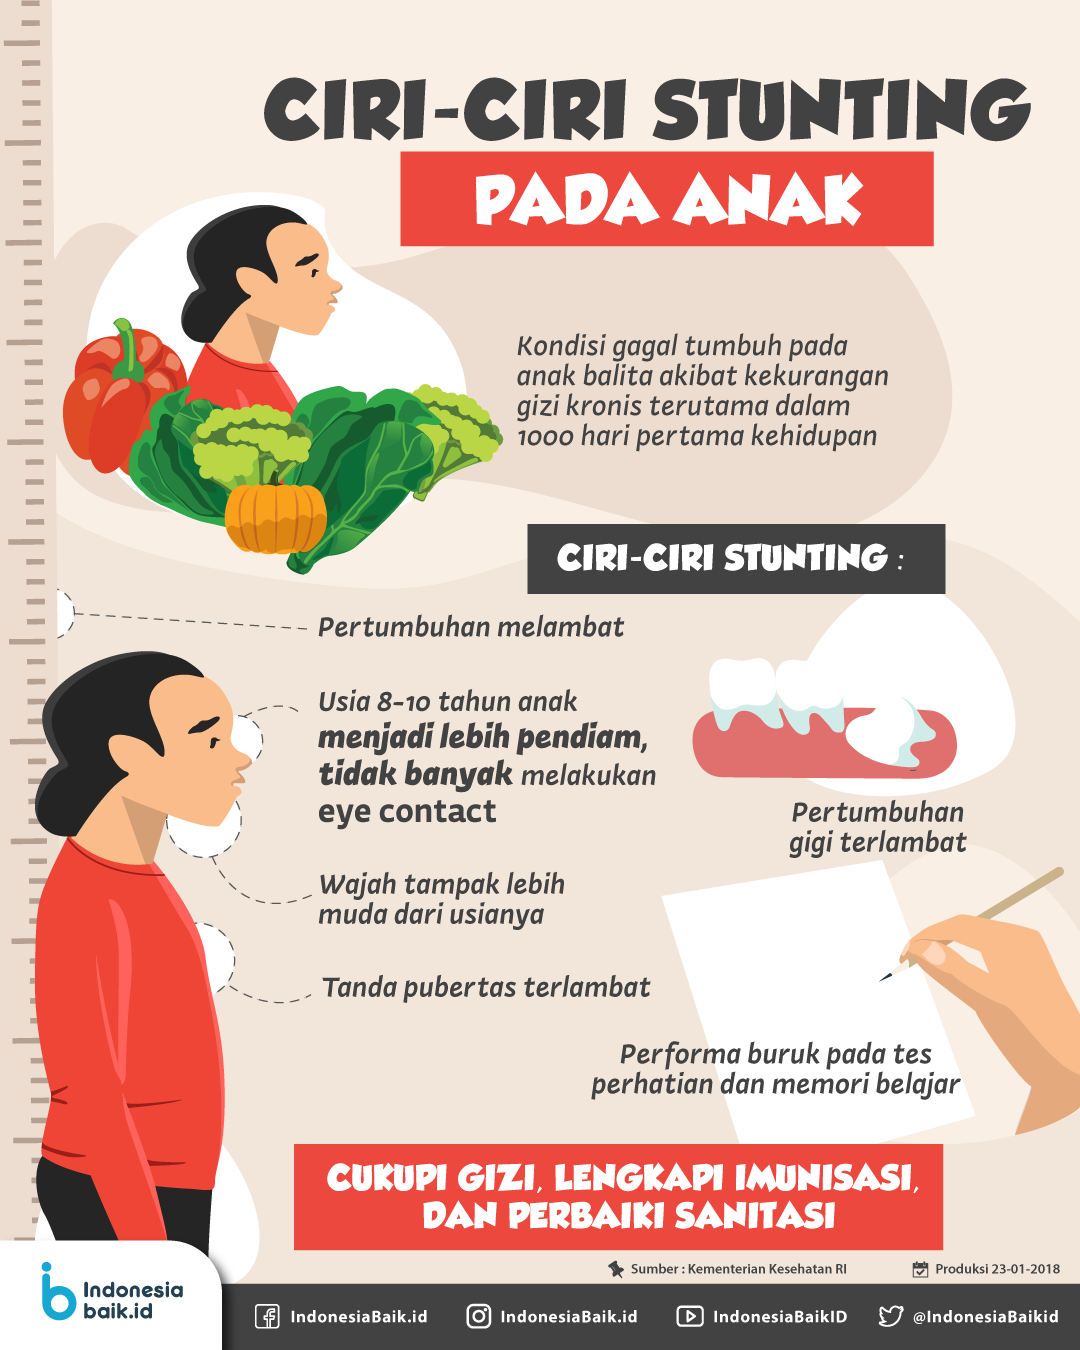 CIRI-CIRI STUNTING
PADA ANAK
Kondisi gagal tumbuh pada
anak balita akibat kekurangan
gizi kronis terutama dalam
1000 hari pertama kehidupan
CIRI-CIRI STUNTING :
Pertumbuhan melambat
Usia 8-10 tahun anak
menjadi lebih pendiam,
tidak banyak melakukan
eye contact
Wajah tampak lebih
muda dari usianya
Tanda pubertas terlambat
Pertumbuhan
gigi terlambat
Performa buruk pada tes
perhatian dan memori belajar
CUKUPI GIZI, LENGKAPI IMUNISASI,
DAN PERBAIKI SANITASI
Sumber : Kementerian Kesehatan RI
Produksi 23-01-2018
Indonesia
baik.id
IndonesiaBaik.id
IndonesiaBaik.id
IndonesiaBaikID
@IndonesiaBaikid